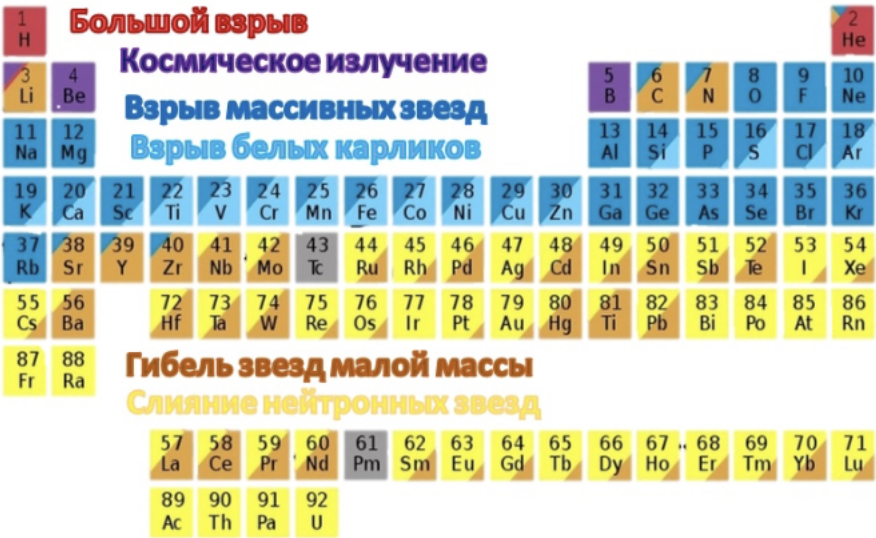 1 Большой взрыв 2
H He
3 4 Космическое излучение 5 6 7 8 9 10
Li Be B C N O F Ne
Взрыв массивных звезд
11 12 13 14 15 16 17 18
Na Mg Взрыв белых карликов Al Si P S Cl Ar
19 20 21 22 23 24 25 26 27 28 29 30 31 32 33 34 35 36
K Ca Sc Ti V Cr Mn Fe Co Ni Cu Zn Ga Ge As Se Br Kr
37 38 39 40 41 42 43 44 45 46 47 48 49 50 51 52 53 54
Rb Sr Y Zr Nb Mo Tc Ru Rh Pd Ag Cd In Sn Sb Te I Xe
55 56 72 73 74 75 76 77 78 79 80 81 82 83 84 85 86
Cs Ba Hf Ta W Re Os Ir Pt Au Hg Ti Pb Bi Po At Rn
87 88 Гибель звезд малой массы
Fr Ra
Слияние нейтронных звезд
57 58 59 60 61 62 63 64 65 66 67 68 69 70 71
La Ce Pr Nd Pm Sm Eu Gd Tb Dy Ho Er Tm Yb Lu
89 90 91 92
Ac Th Pa U